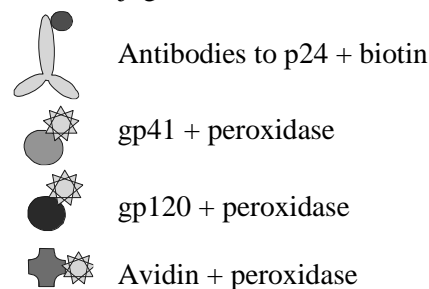 Antibodies to p24 + biotin
gp41 + peroxidase
gp120 + peroxidase
Avidin + peroxidase